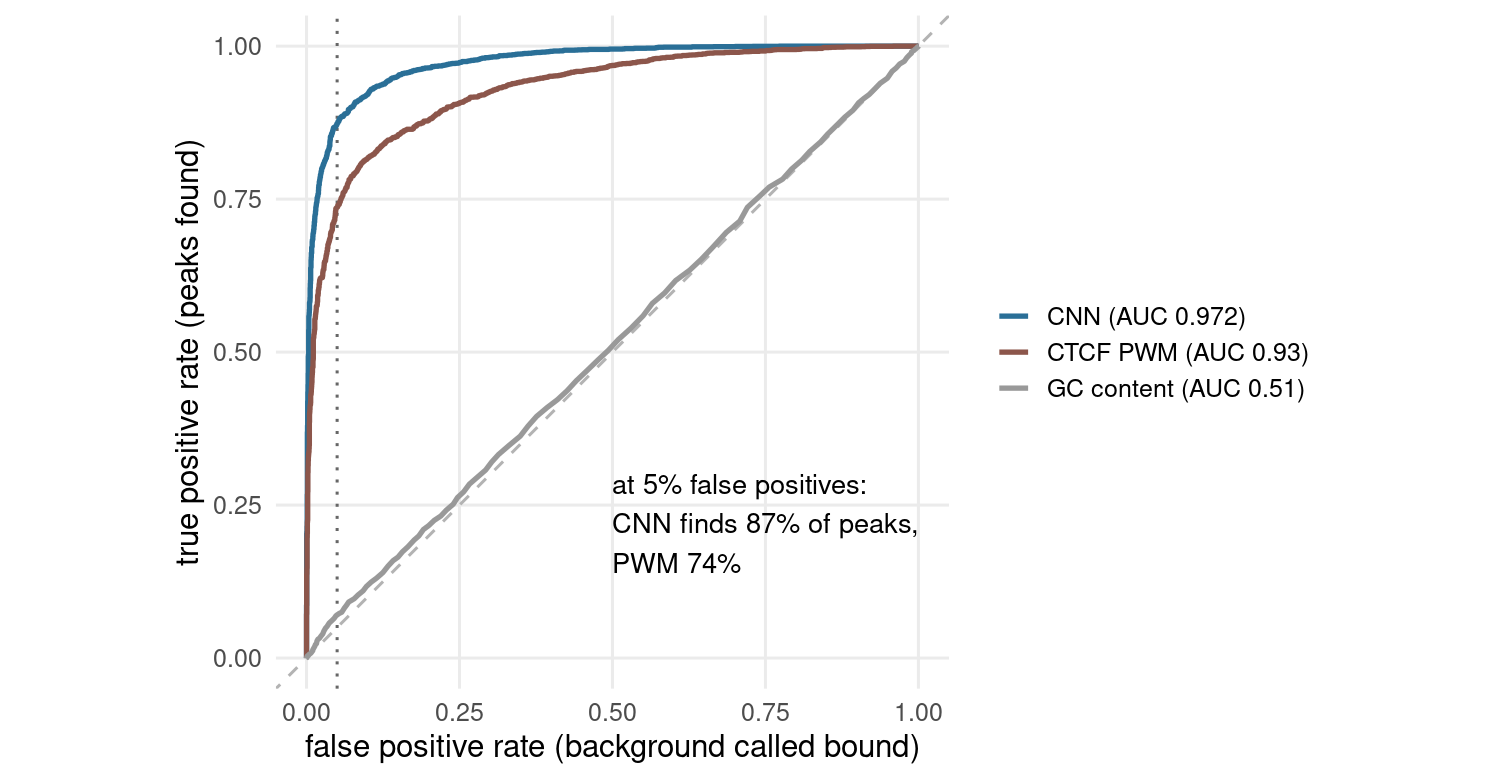 1.00
0.75
0.50
0.25
0.00
true positive rate (peaks found)
at 5% false positives:
CNN finds 87% of peaks,
PWM 74%
0.00 0.25 0.50 0.75 1.00
false positive rate (background called bound)
CNN (AUC 0.972)
CTCF PWM (AUC 0.93)
GC content (AUC 0.51)